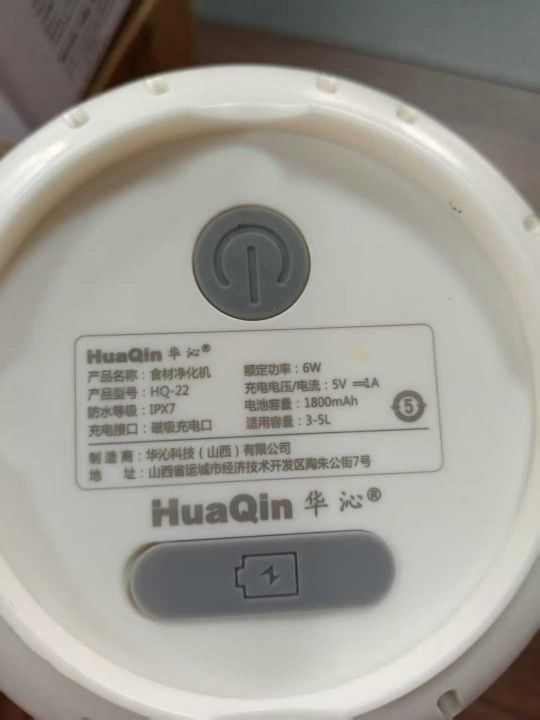 HuaQin 华沁®
产品名称：食材净化机
产品型号：HQ-22
防水等级：IPX7
充电接口：磁吸充电口
额定功率：6W
充电电压/电流：5V ⎓1A
电池容量：1800mAh
适用容量：3-5L
5
制造商：华沁科技（山西）有限公司
地 址：山西省运城市经济技术开发区陶朱公街7号
HuaQin 华沁®